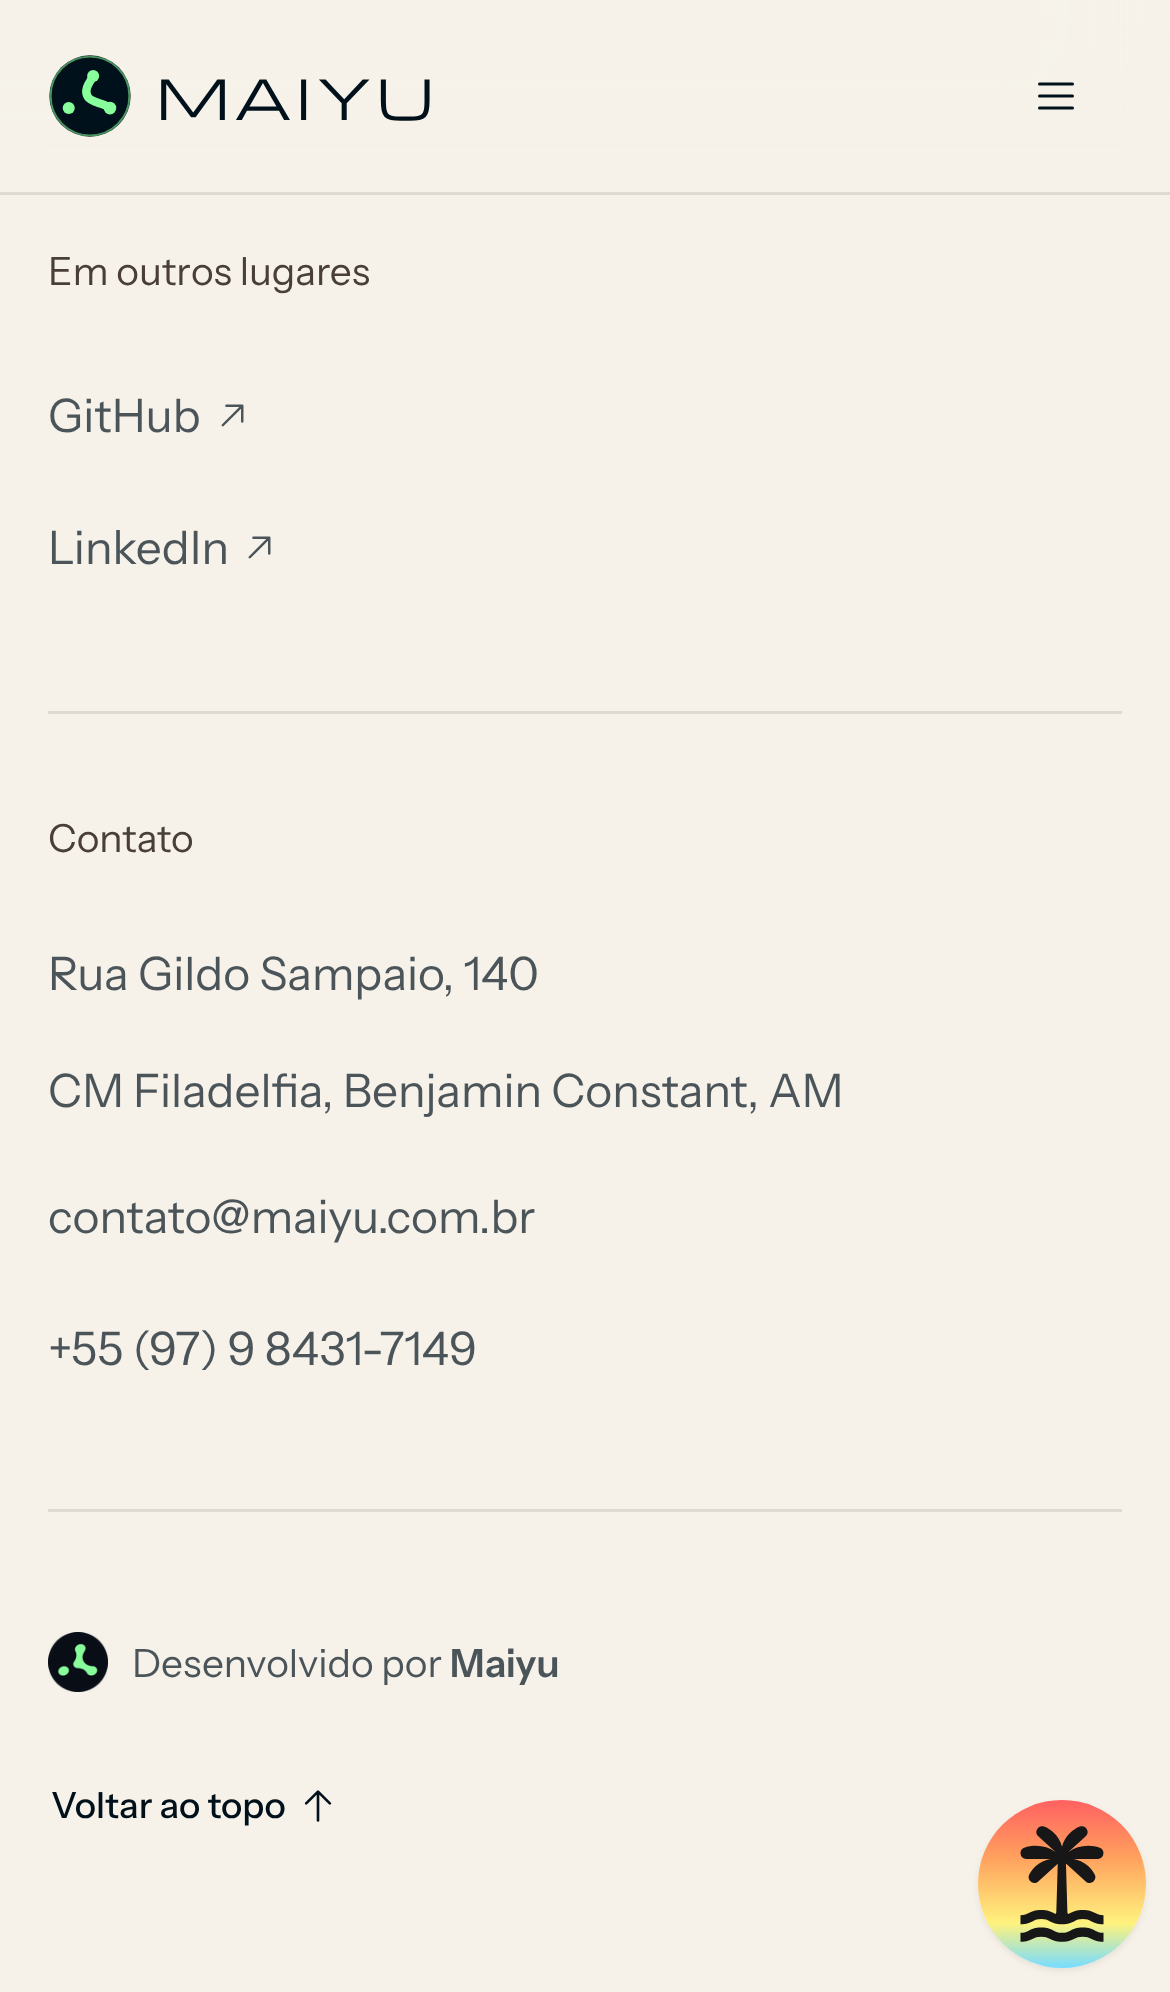 MAIYU
Em outros lugares
GitHub ↗
LinkedIn ↗
Contato
Rua Gildo Sampaio, 140
CM Filadelfia, Benjamin Constant, AM
contato@maiyu.com.br
+55 (97) 9 8431-7149
Desenvolvido por Maiyu
Voltar ao topo ↑